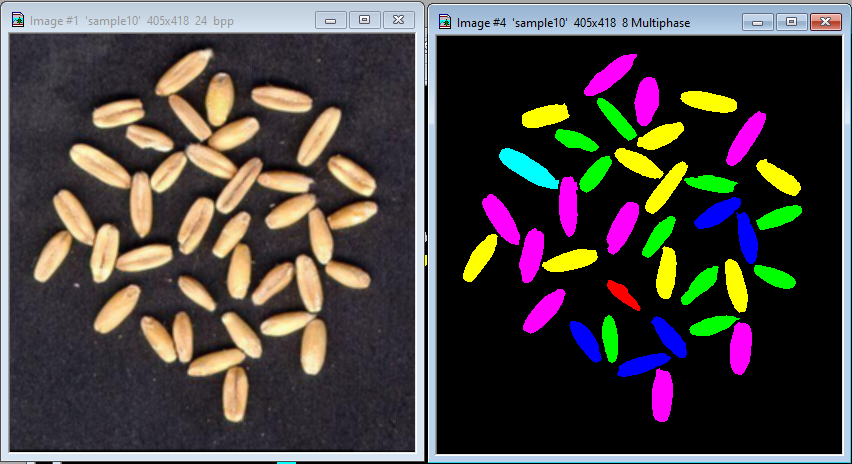 Image #1 'sample10' 405x418 24 bpp
Image #4 'sample10' 405x418 8 Multiphase